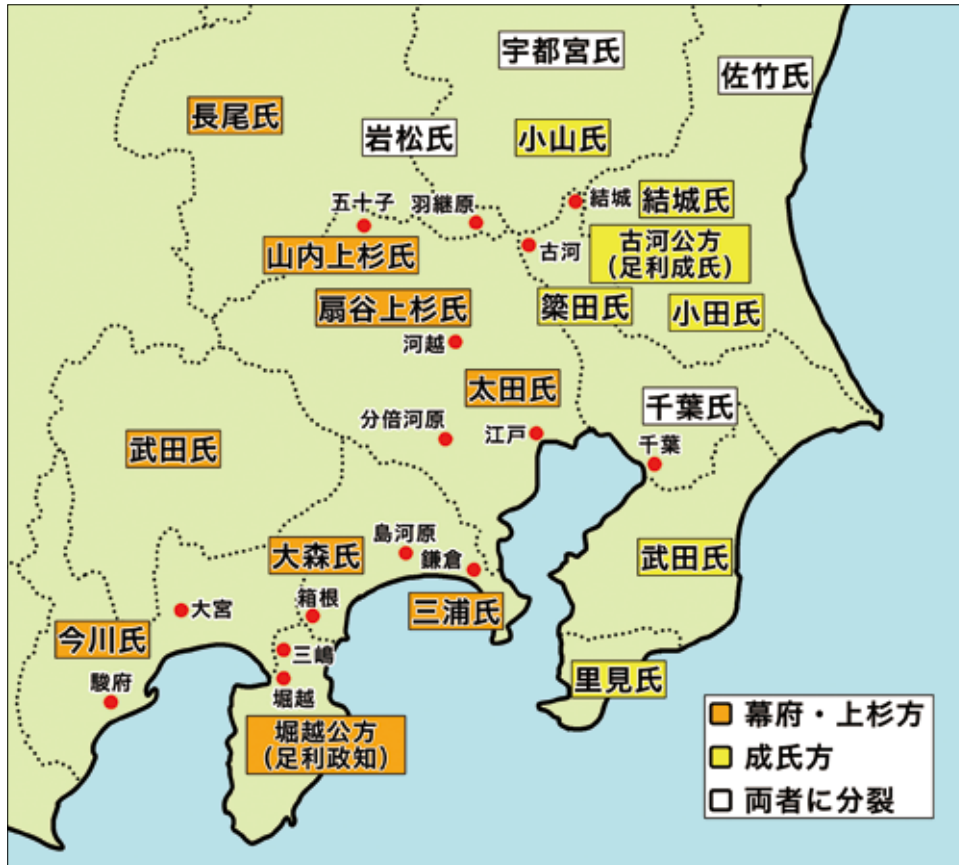 宇都宮氏
佐竹氏
長尾氏
岩松氏
小山氏
五十子
羽継原
結城
結城氏
山内上杉氏
古河
古河公方
(足利成氏)
扇谷上杉氏
簗田氏
小田氏
河越
太田氏
千葉氏
武田氏
分倍河原
江戸
千葉
大森氏
島河原
鎌倉
武田氏
大宮
箱根
三浦氏
今川氏
三嶋
駿府
堀越
里見氏
堀越公方
(足利政知)
幕府・上杉方
成氏方
両者に分裂